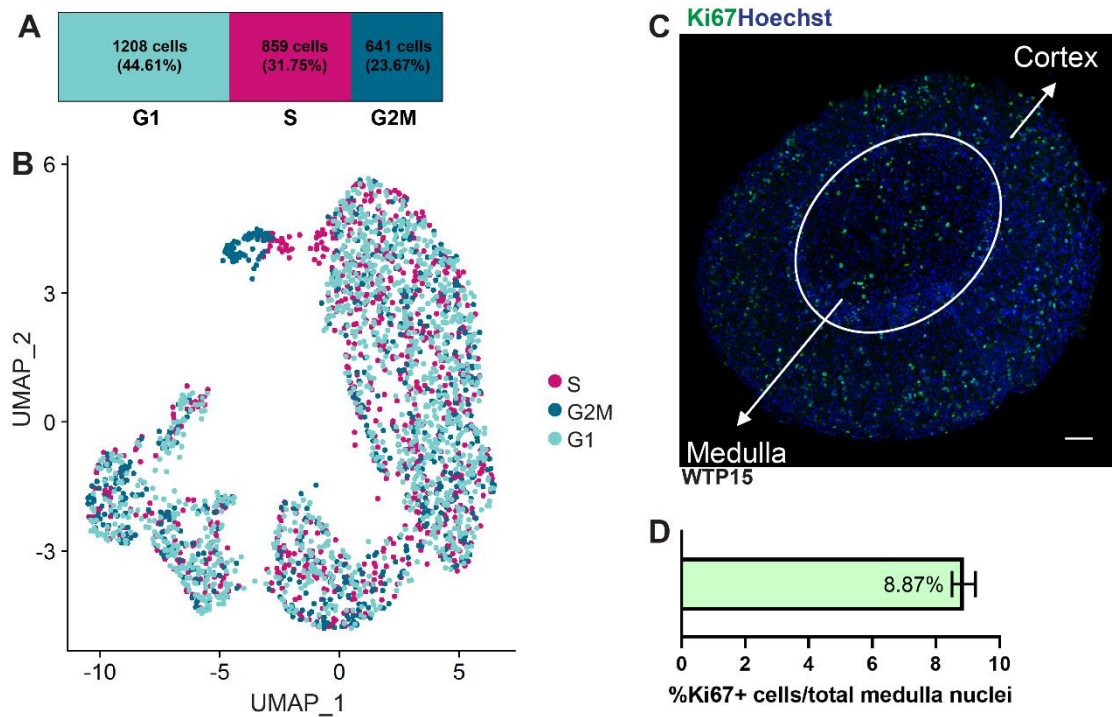 A
1208 cells
(44.61%)
859 cells
(31.75%)
641 cells
(23.67%)
G1
S
G2M
B
6
3
0
-3
UMAP_2
-10
-5
0
5
UMAP_1
S
G2M
G1
C
Ki67Hoechst
Cortex
Medulla
WTP15
D
8.87%
0
2
4
6
8
10
%Ki67+ cells/total medulla nuclei